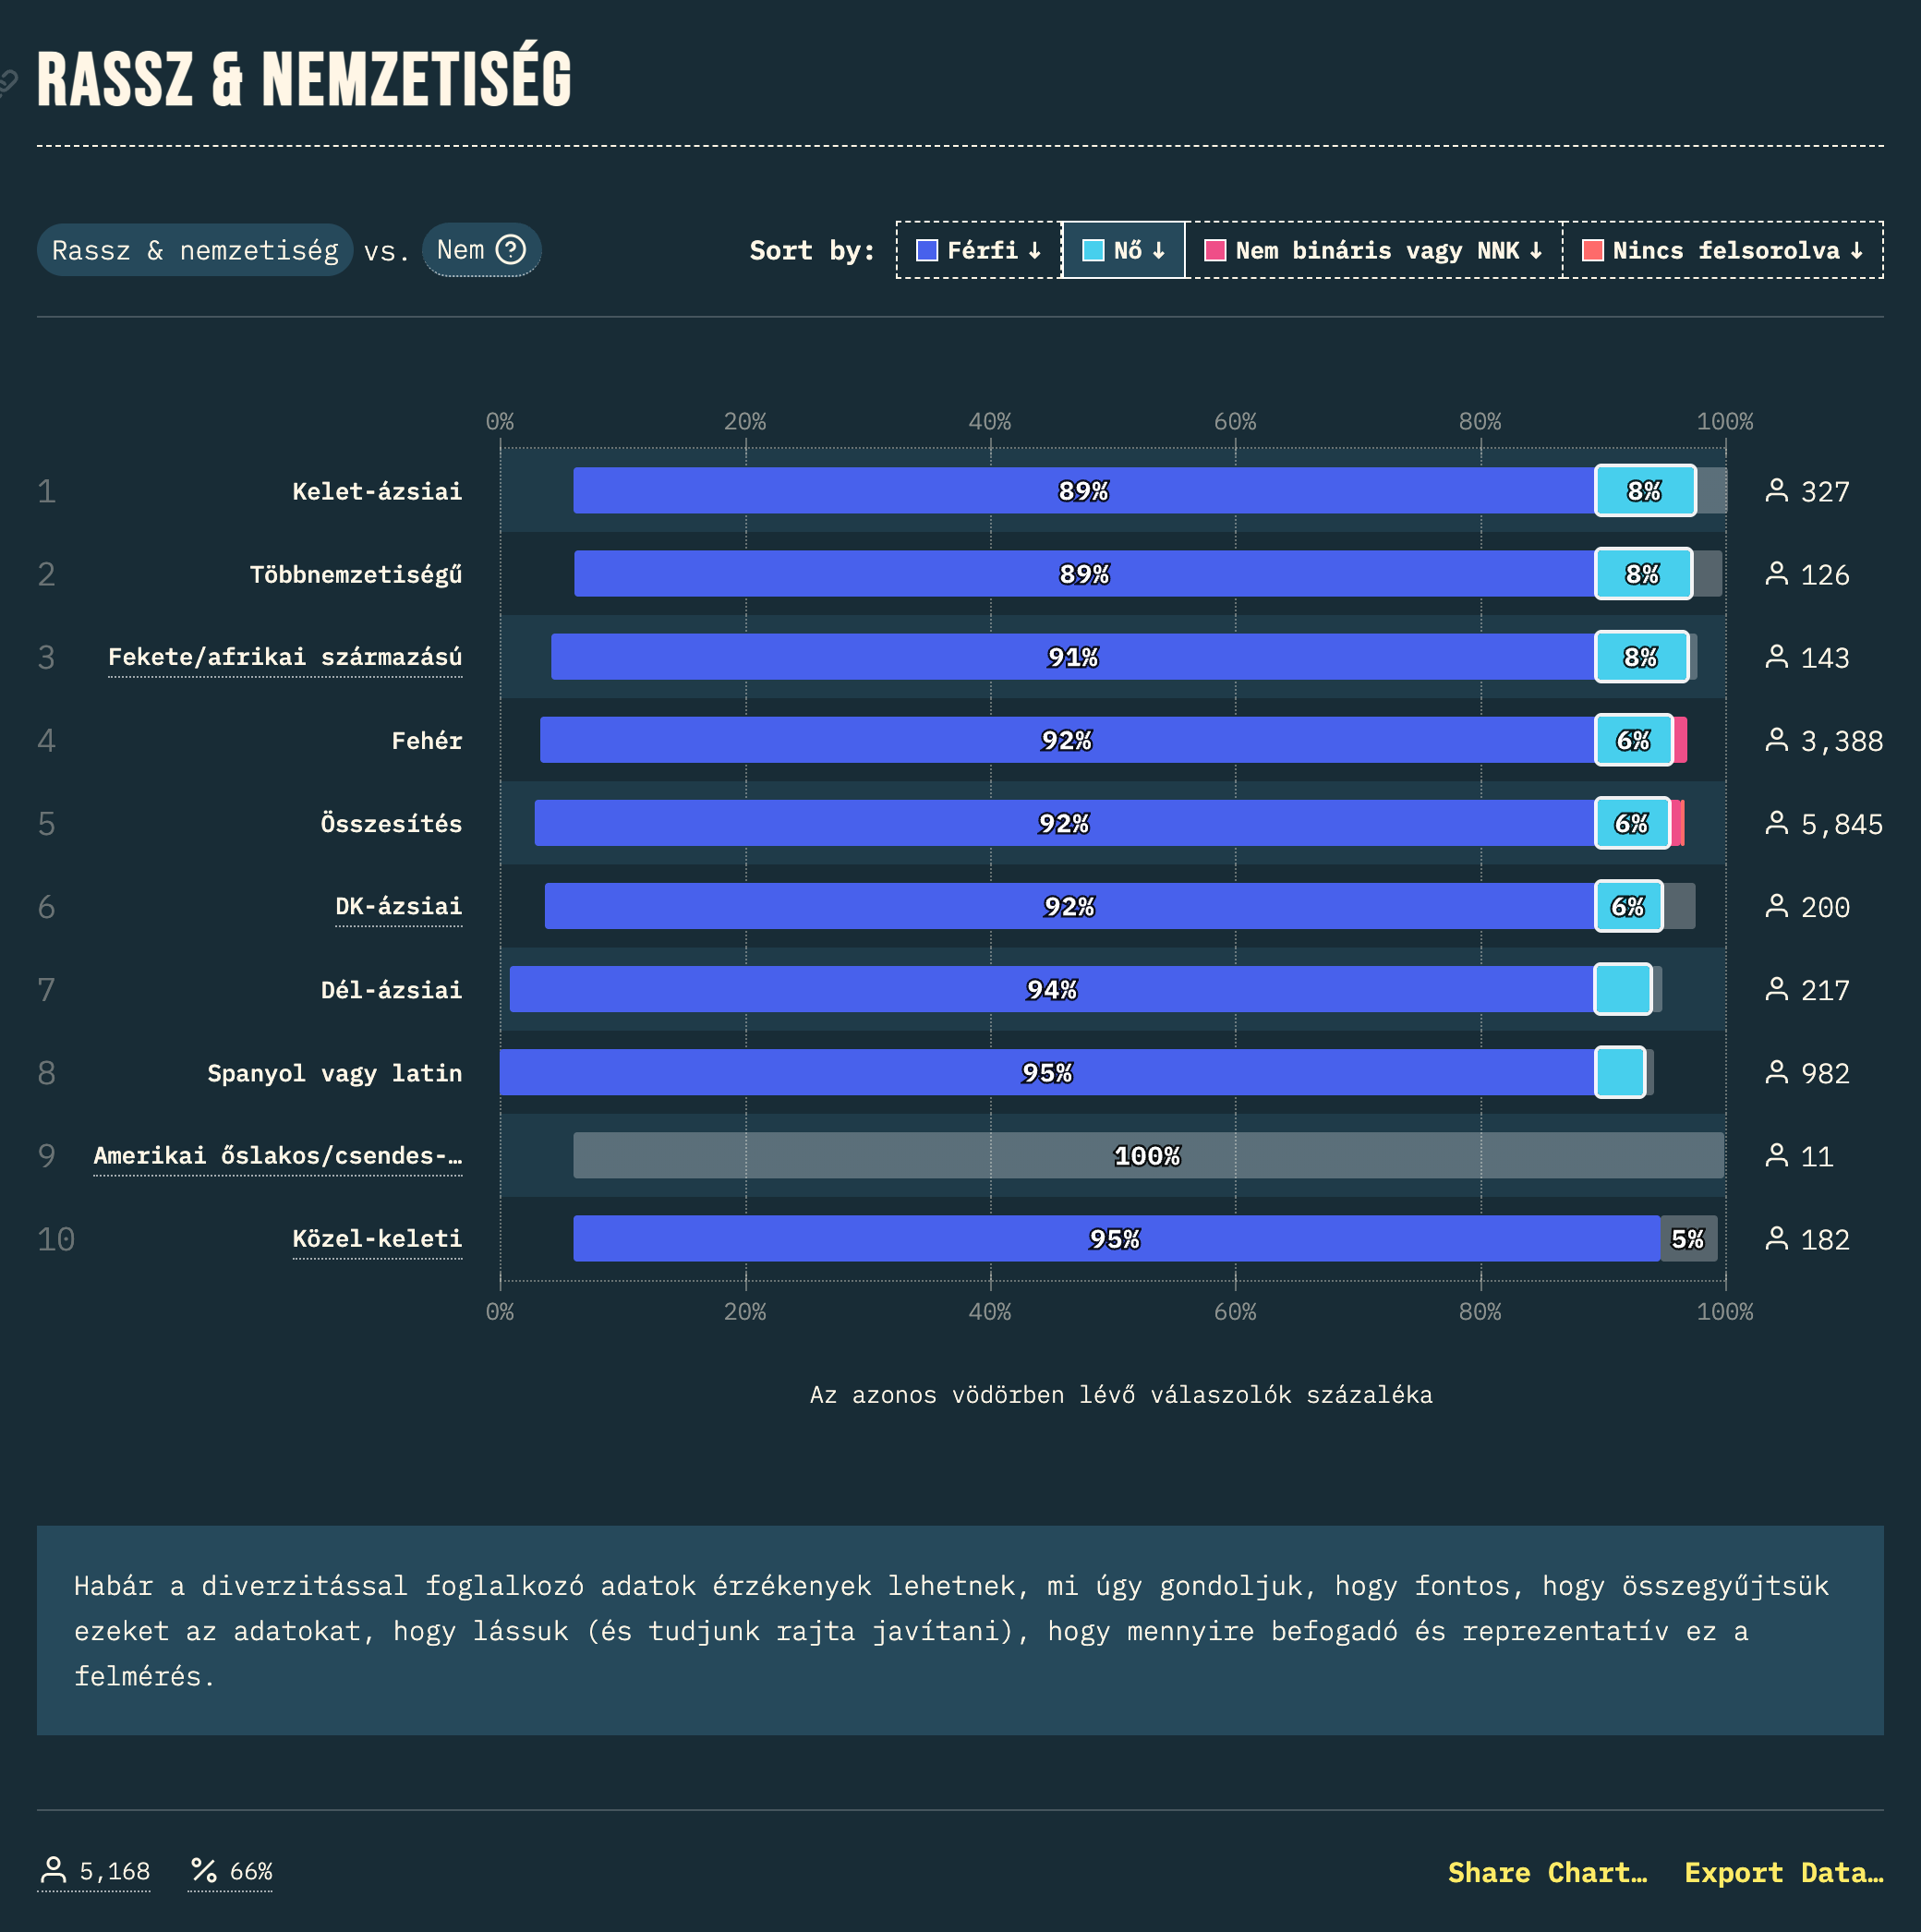 RASSZ & NEMZETISÉG
Rassz & nemzetiség vs. Nem ?
Sort by: Férfi ↓ Nő ↓ Nem bináris vagy NNK ↓ Nincs felsorolva ↓
0% 20% 40% 60% 80% 100%
1 Kelet-ázsiai 89% 8% 327
2 Többnemzetiségű 89% 8% 126
3 Fekete/afrikai származású 91% 8% 143
4 Fehér 92% 6% 3,388
5 Összesítés 92% 6% 5,845
6 DK-ázsiai 92% 6% 200
7 Dél-ázsiai 94% 217
8 Spanyol vagy latin 95% 982
9 Amerikai őslakos/csendes-… 100% 11
10 Közel-keleti 95% 5% 182
0% 20% 40% 60% 80% 100%
Az azonos vödörben lévő válaszolók százaléka
Habár a diverzitással foglalkozó adatok érzékenyek lehetnek, mi úgy gondoljuk, hogy fontos, hogy összegyűjtsük
ezeket az adatokat, hogy lássuk (és tudjunk rajta javítani), hogy mennyire befogadó és reprezentatív ez a
felmérés.
5,168 % 66% Share Chart… Export Data…